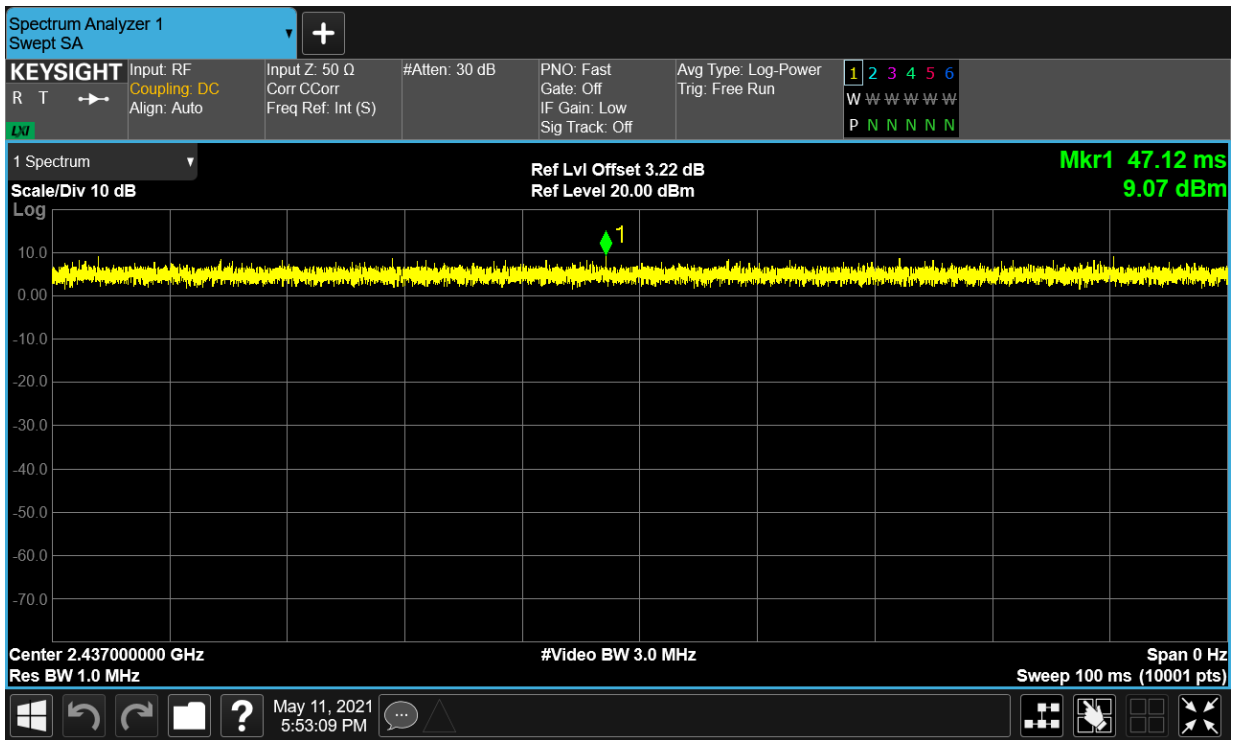 Spectrum Analyzer 1
Swept SA
+
KEYSIGHT
R T
LXI
Input: RF
Coupling: DC
Align: Auto
Input Z: 50 Ω
Corr CCorr
Freq Ref: Int (S)
#Atten: 30 dB
PNO: Fast
Gate: Off
IF Gain: Low
Sig Track: Off
Avg Type: Log-Power
Trig: Free Run
1 2 3 4 5 6
W W W W W W
P N N N N N
1 Spectrum
Scale/Div 10 dB
Log
Ref Lvl Offset 3.22 dB
Ref Level 20.00 dBm
Mkr1 47.12 ms
9.07 dBm
1
10.0
0.00
-10.0
-20.0
-30.0
-40.0
-50.0
-60.0
-70.0
Center 2.437000000 GHz
Res BW 1.0 MHz
#Video BW 3.0 MHz
Span 0 Hz
Sweep 100 ms (10001 pts)
?
May 11, 2021
5:53:09 PM